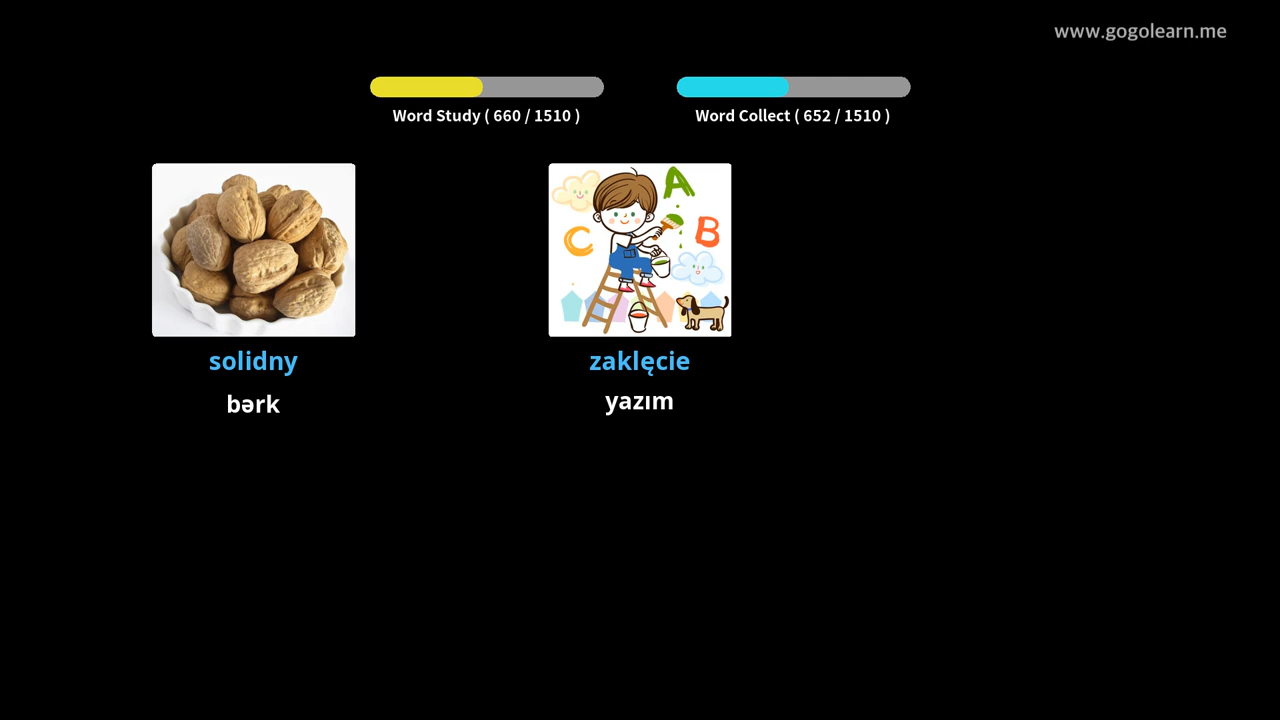 www.gogolearn.me
Word Study ( 660 / 1510 )
Word Collect ( 652 / 1510 )
A
B
C
solidny
bərk
zaklęcie
yazım